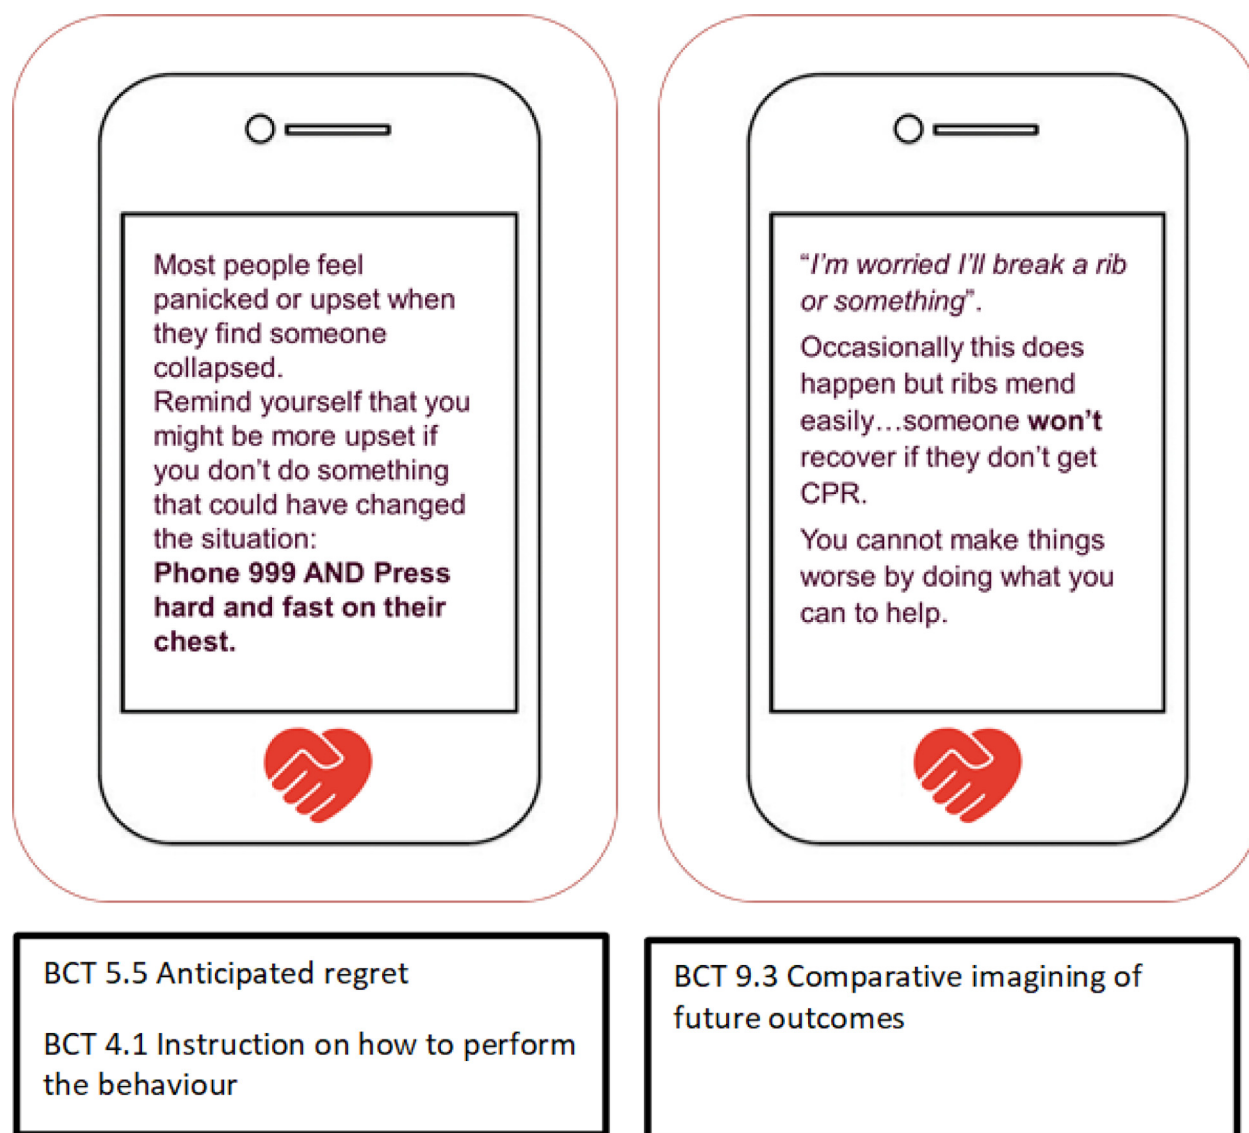 Most people feel
panicked or upset when
they find someone
collapsed.
Remind yourself that you
might be more upset if
you don’t do something
that could have changed
the situation:
Phone 999 AND Press
hard and fast on their
chest.
“I’m worried I’ll break a rib
or something”.
Occasionally this does
happen but ribs mend
easily…someone won’t
recover if they don’t get
CPR.
You cannot make things
worse by doing what you
can to help.
BCT 5.5 Anticipated regret
BCT 4.1 Instruction on how to perform
the behaviour
BCT 9.3 Comparative imagining of
future outcomes